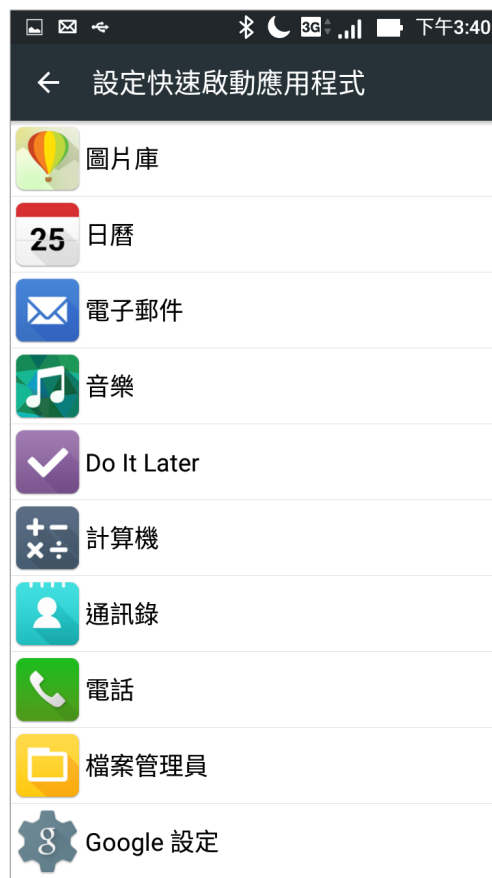 3G 下午3:40
設定快速啟動應用程式
圖片庫
25 日曆
電子郵件
音樂
Do It Later
計算機
通訊錄
電話
檔案管理員
g Google 設定